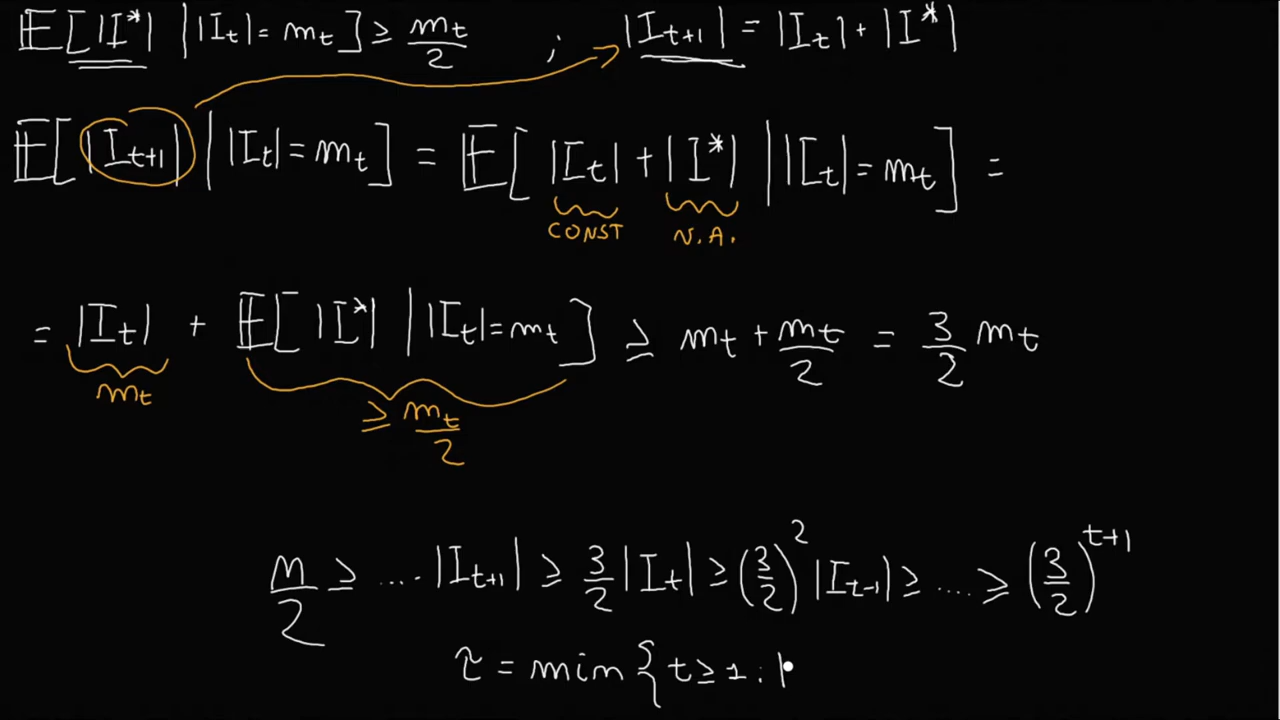 𝔼[|I*| | |I_t| = m_t] ≥ m_t/2 ; |I_{t+1}| = |I_t| + |I*|
𝔼[|I_{t+1}| | |I_t| = m_t] = 𝔼[|I_t| + |I*| | |I_t| = m_t] =
CONST V.A.
= |I_t| + 𝔼[|I*| | |I_t| = m_t] ≥ m_t + m_t/2 = 3/2 m_t
m_t ≥ m_t/2
n/2 ≥ .... |I_{t+1}| ≥ 3/2 |I_t| ≥ (3/2)^2 |I_{t-1}| ≥ .... ≥ (3/2)^{t+1}
τ = min { t ≥ 1 : |